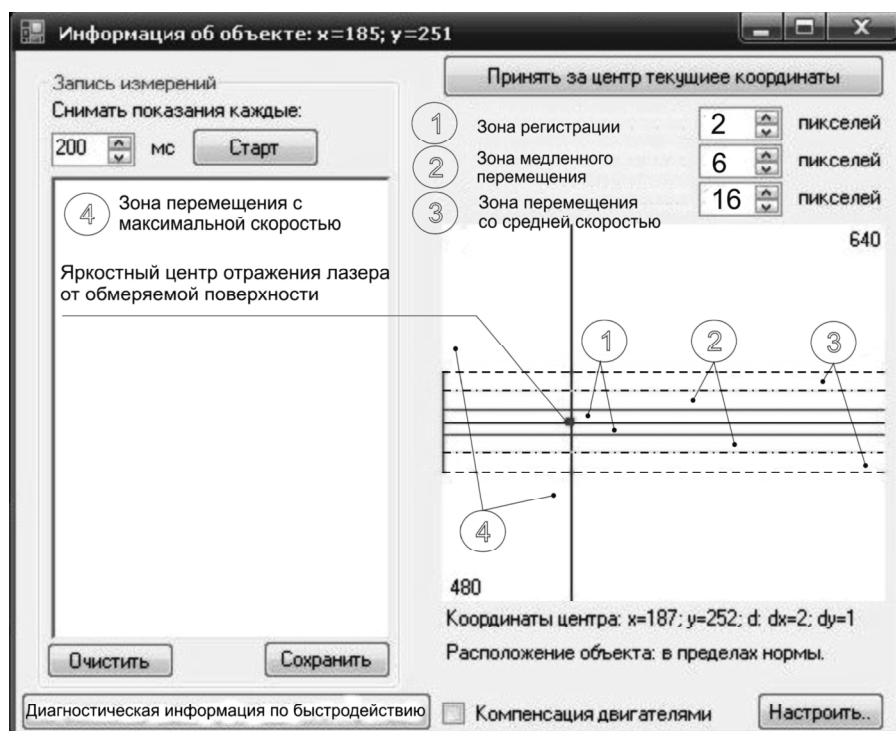 Информация об объекте: x=185; y=251
Запись измерений
Снимать показания каждые:
200 мс Старт
4 Зона перемещения с
максимальной скоростью
Яркостный центр отражения лазера
от обмеряемой поверхности
Очистить Сохранить
Диагностическая информация по быстродействию
Принять за центр текущиее координаты
1 Зона регистрации 2 пикселей
2 Зона медленного
перемещения 6 пикселей
3 Зона перемещения
со средней скоростью 16 пикселей
640
1 2 3
4
480
Координаты центра: x=187; y=252; d: dx=2; dy=1
Расположение объекта: в пределах нормы.
Компенсация двигателями Настроить..